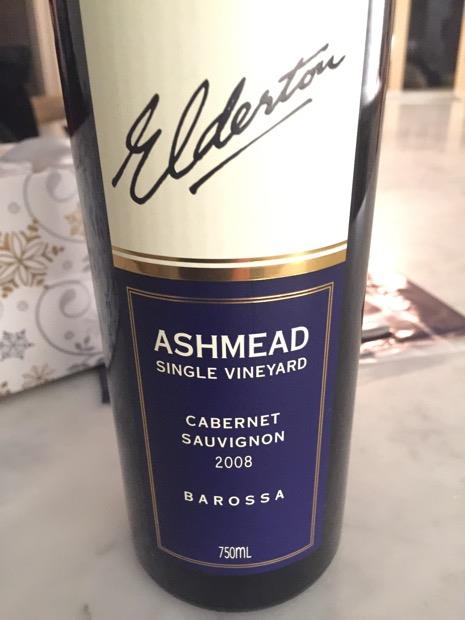 Elderton
ASHMEAD
SINGLE VINEYARD
CABERNET
SAUVIGNON
2008
BAROSSA
750ML